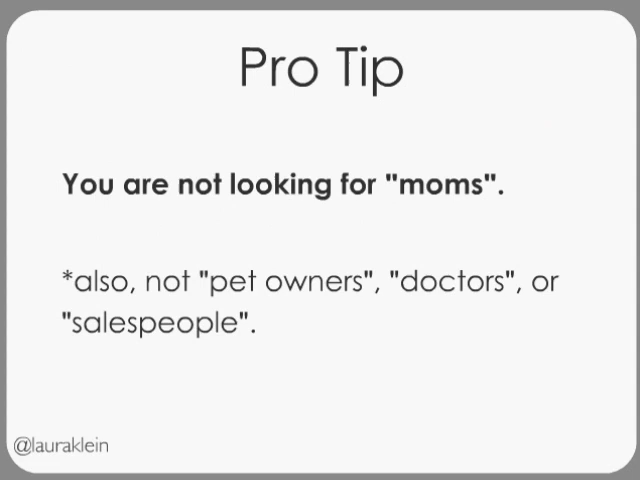 Pro Tip
You are not looking for "moms".
*also, not "pet owners", "doctors", or
"salespeople".
@lauraklein